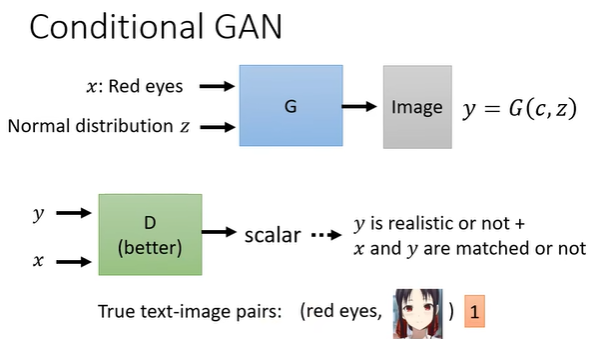 Conditional GAN
x: Red eyes
Normal distribution z
G
Image
y = G(c, z)
y
x
D
(better)
scalar
y is realistic or not +
x and y are matched or not
True text-image pairs: (red eyes, ) 1